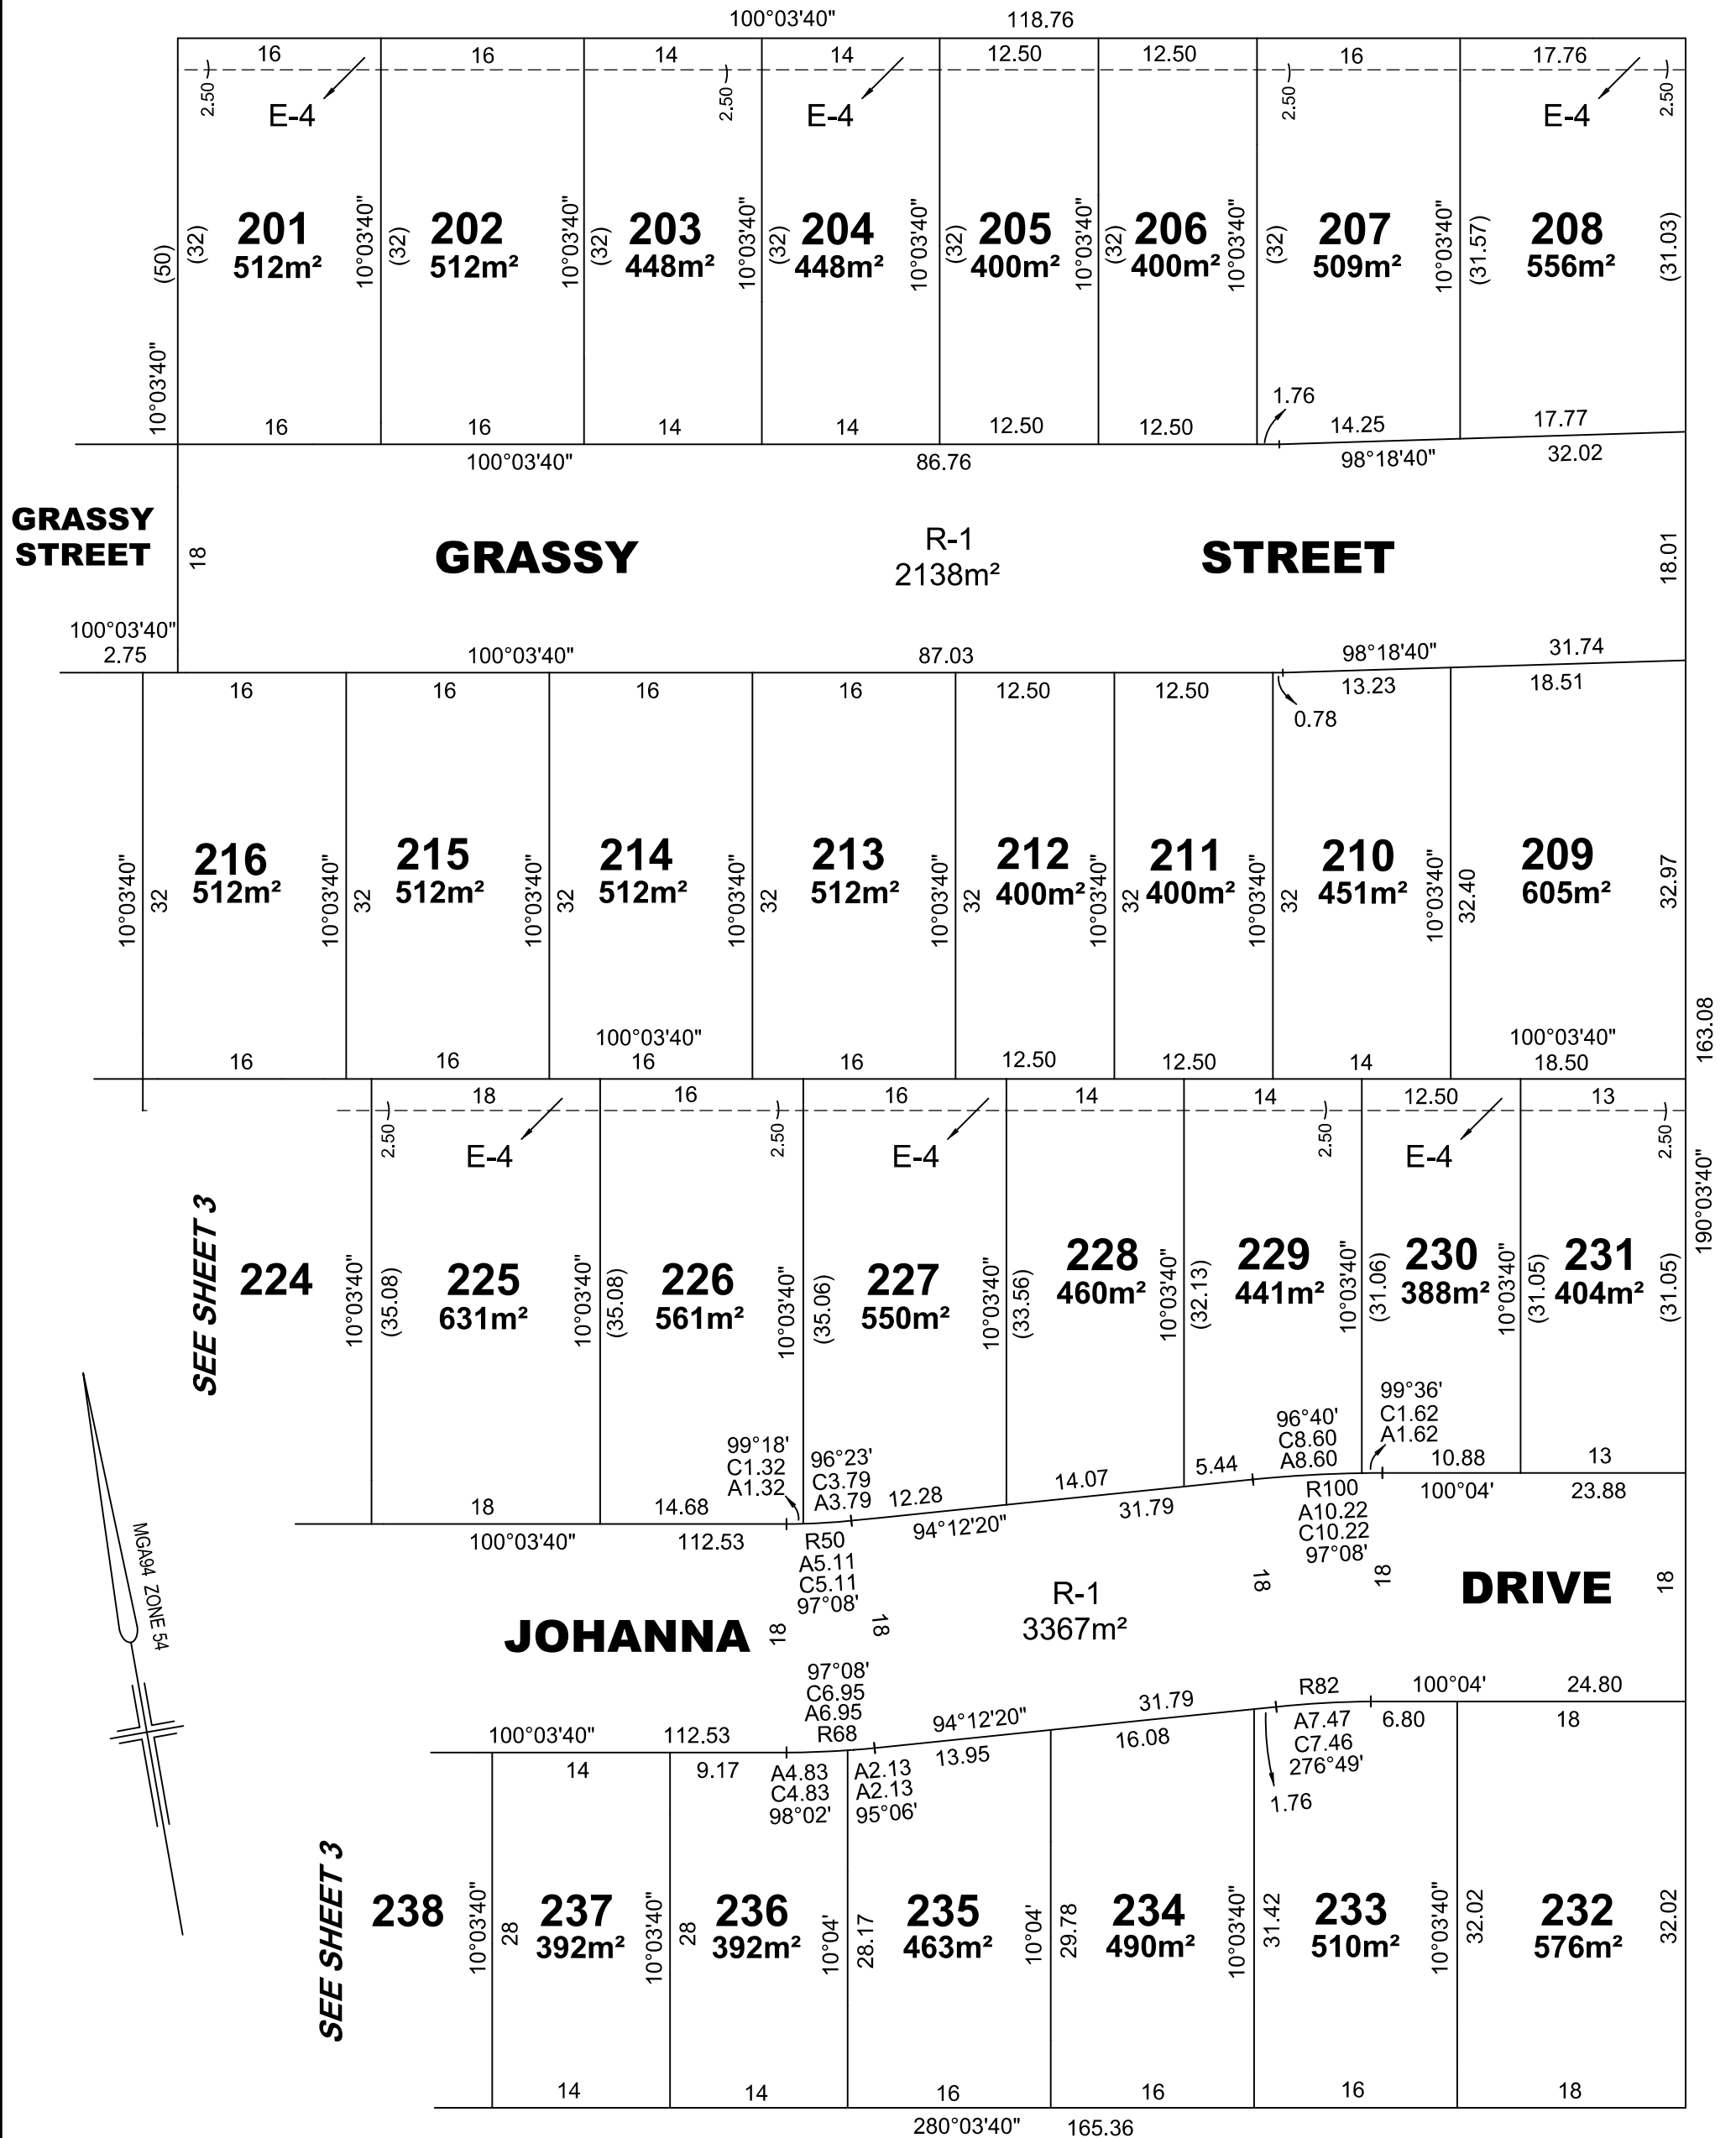 100°03'40" 118.76
16 16 14 14 12.50 12.50 16 17.76
2.50 2.50 2.50 2.50
E-4 E-4 E-4
(50)
10°03'40"
(32) 201 10°03'40" (32) 202 10°03'40" (32) 203 10°03'40" (32) 204 10°03'40" (32) 205 10°03'40" (32) 206 10°03'40" (32) 207 10°03'40" (31.57) 208 (31.03)
512m² 512m² 448m² 448m² 400m² 400m² 509m² 556m²
1.76
16 16 14 14 12.50 12.50 14.25 17.77
100°03'40" 86.76 98°18'40" 32.02
GRASSY
STREET
18 GRASSY STREET 18.01
R-1
2138m²
100°03'40"
2.75
100°03'40" 87.03 98°18'40" 31.74
16 16 16 16 12.50 12.50 13.23 18.51
0.78
10°03'40" 32 216 10°03'40" 32 215 10°03'40" 32 214 10°03'40" 32 213 10°03'40" 32 212 10°03'40" 32 211 10°03'40" 32 210 10°03'40" 32.40 209 32.97
512m² 512m² 512m² 512m² 400m² 400m² 451m² 605m²
163.08
190°03'40"
100°03'40" 100°03'40"
16 16 16 16 12.50 12.50 14 18.50
18 16 16 14 14 12.50 13
2.50 2.50 2.50 2.50
E-4 E-4 E-4
SEE SHEET 3
224 10°03'40" (35.08) 225 10°03'40" (35.08) 226 10°03'40" (35.06) 227 10°03'40" (33.56) 228 10°03'40" (32.13) 229 10°03'40" (31.06) 230 10°03'40" (31.05) 231 (31.05)
631m² 561m² 550m² 460m² 441m² 388m² 404m²
99°18'
C1.32
A1.32
96°23'
C3.79
A3.79
96°40'
C8.60
A8.60
99°36'
C1.62
A1.62
18 14.68 12.28 14.07 5.44 10.88 13
100°03'40" 112.53 94°12'20" 31.79 100°04' 23.88
R50
A5.11
C5.11
97°08'
R100
A10.22
C10.22
97°08'
MGA94 ZONE 54
JOHANNA DRIVE
18 18 18 18 18
R-1
3367m²
97°08'
C6.95
A6.95
R68
100°03'40" 112.53 94°12'20" 31.79 R82 100°04' 24.80
14 9.17 13.95 16.08 6.80 18
A4.83
C4.83
98°02'
A2.13
A2.13
95°06'
A7.47
C7.46
276°49'
1.76
SEE SHEET 3
238 10°03'40" 28 237 10°03'40" 28 236 10°04' 28.17 235 10°04' 29.78 234 10°03'40" 31.42 233 10°03'40" 32.02 232 32.02
392m² 392m² 463m² 490m² 510m² 576m²
14 14 16 16 16 18
280°03'40" 165.36